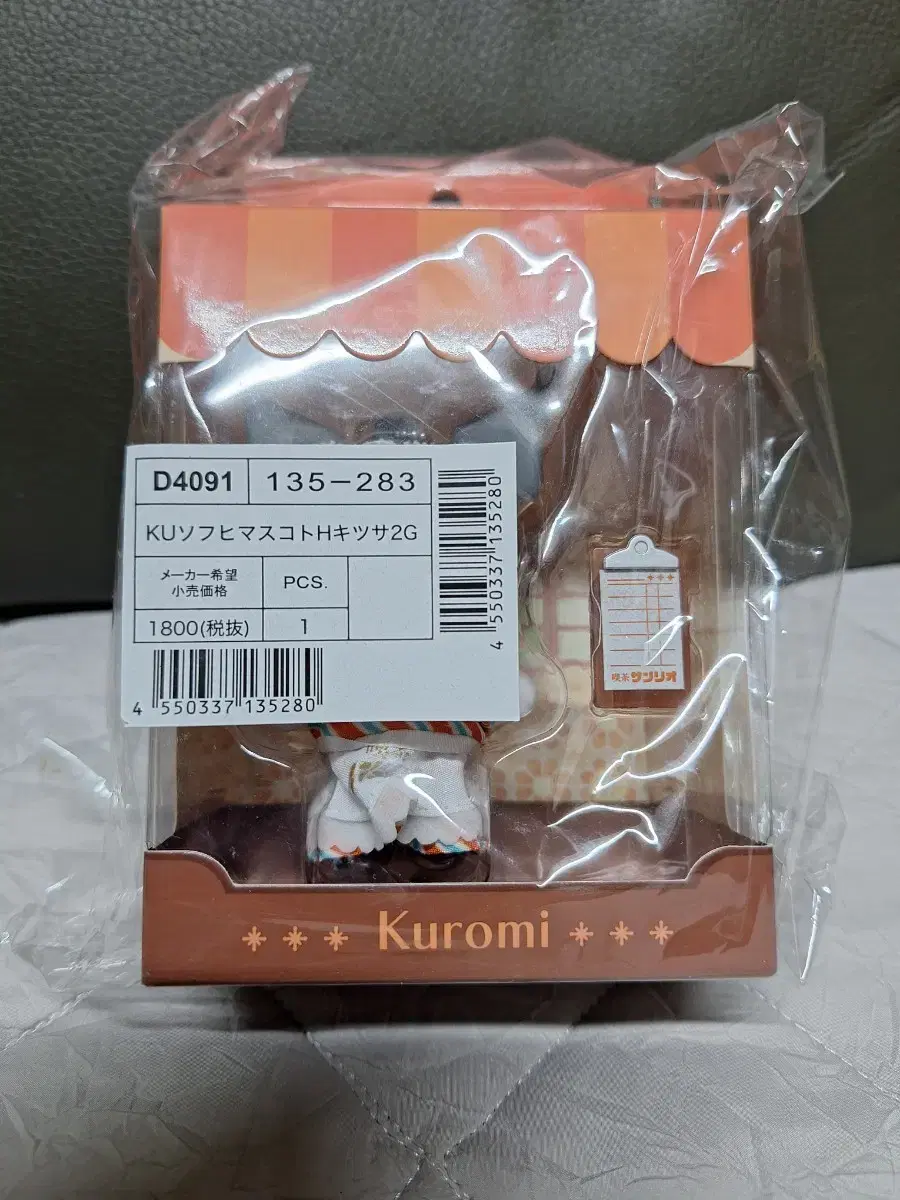 D4091
135-283
KUソフヒマスコトHキツサ2G
メーカー希望
小売価格
PCS.
1800(税抜)
1
4 550337 135280
4 550337 135280
喫茶サンリオ
Kuromi